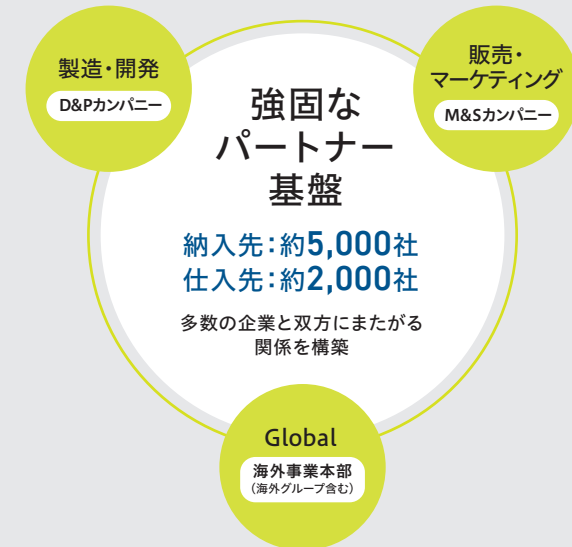 製造・開発
D&Pカンパニー
販売・
マーケティング
M&Sカンパニー
強固な
パートナー
基盤
納入先：約5,000社
仕入先：約2,000社
多数の企業と双方にまたがる
関係を構築
Global
海外事業本部
（海外グループ含む）